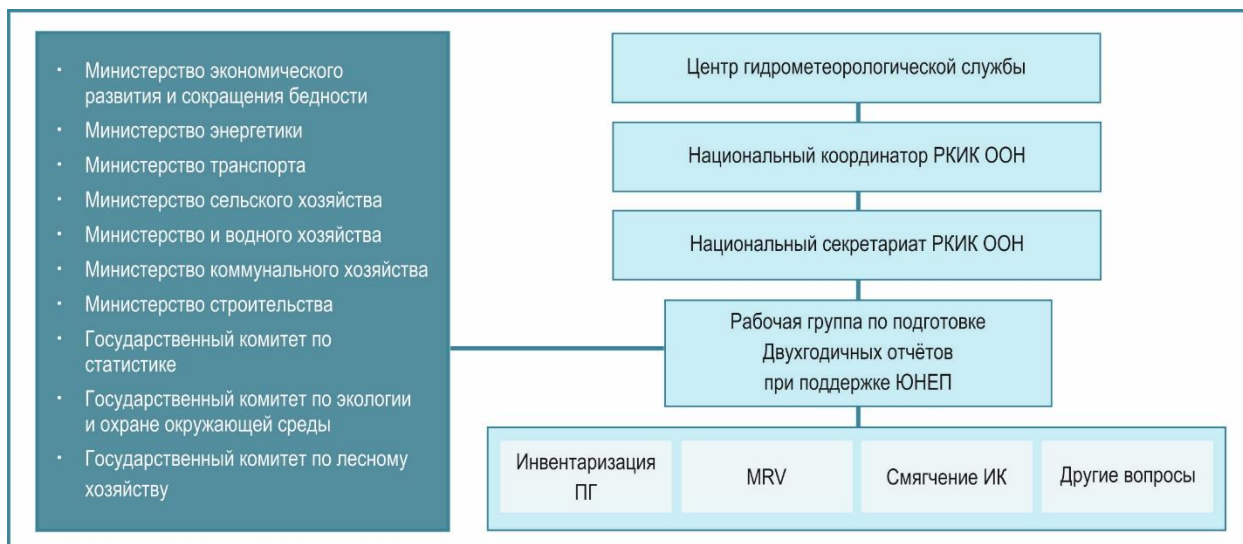 · Министерство экономического
развития и сокращения бедности
· Министерство энергетики
· Министерство транспорта
· Министерство сельского хозяйства
· Министерство и водного хозяйства
· Министерство коммунального хозяйства
· Министерство строительства
· Государственный комитет по
статистике
· Государственный комитет по экологии
и охране окружающей среды
· Государственный комитет по лесному
хозяйству
Центр гидрометеорологической службы
Национальный координатор РКИК ООН
Национальный секретариат РКИК ООН
Рабочая группа по подготовке
Двухгодичных отчётов
при поддержке ЮНЕП
Инвентаризация
ПГ
MRV
Смягчение ИК
Другие вопросы